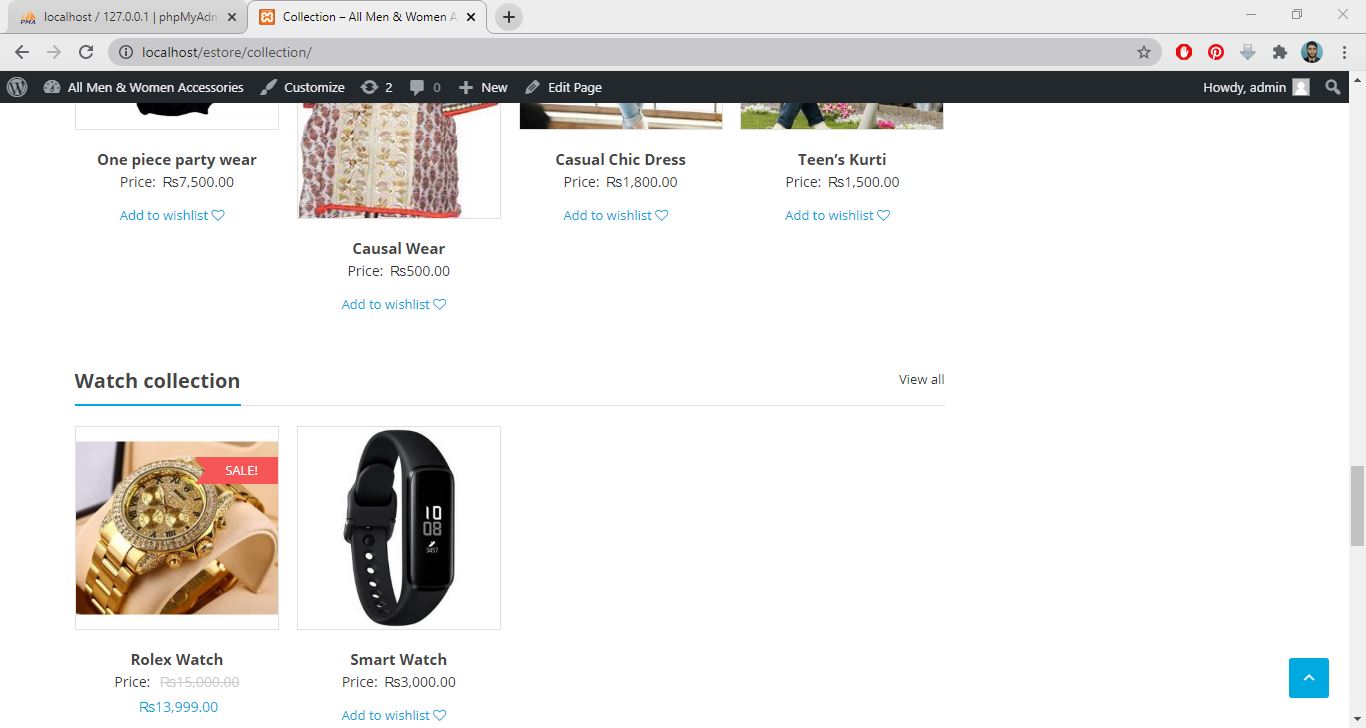 localhost / 127.0.0.1 | phpMyAdm
Collection – All Men & Women A
localhost/estore/collection/
All Men & Women Accessories
Customize
2
0
New
Edit Page
Howdy, admin
One piece party wear
Price: ₨7,500.00
Add to wishlist
Causal Wear
Price: ₨500.00
Add to wishlist
Casual Chic Dress
Price: ₨1,800.00
Add to wishlist
Teen’s Kurti
Price: ₨1,500.00
Add to wishlist
Watch collection
View all
SALE!
10
08
3457
Rolex Watch
Price: ₨15,000.00
₨13,999.00
Smart Watch
Price: ₨3,000.00
Add to wishlist